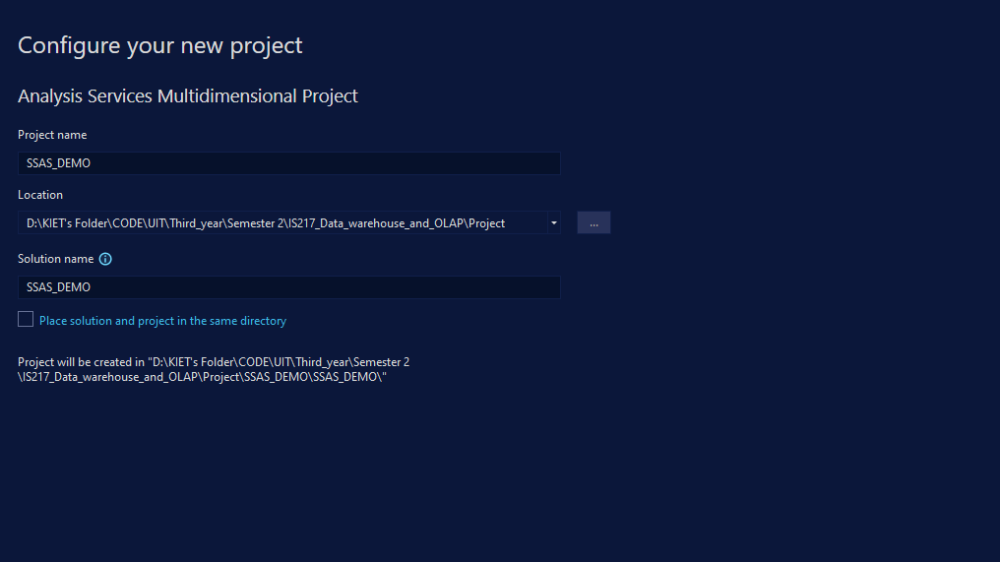 Configure your new project
Analysis Services Multidimensional Project
Project name
SSAS_DEMO
Location
D:\KIET's Folder\CODE\UIT\Third_year\Semester 2\IS217_Data_warehouse_and_OLAP\Project
...
Solution name
SSAS_DEMO
Place solution and project in the same directory
Project will be created in "D:\KIET's Folder\CODE\UIT\Third_year\Semester 2
\IS217_Data_warehouse_and_OLAP\Project\SSAS_DEMO\SSAS_DEMO\"